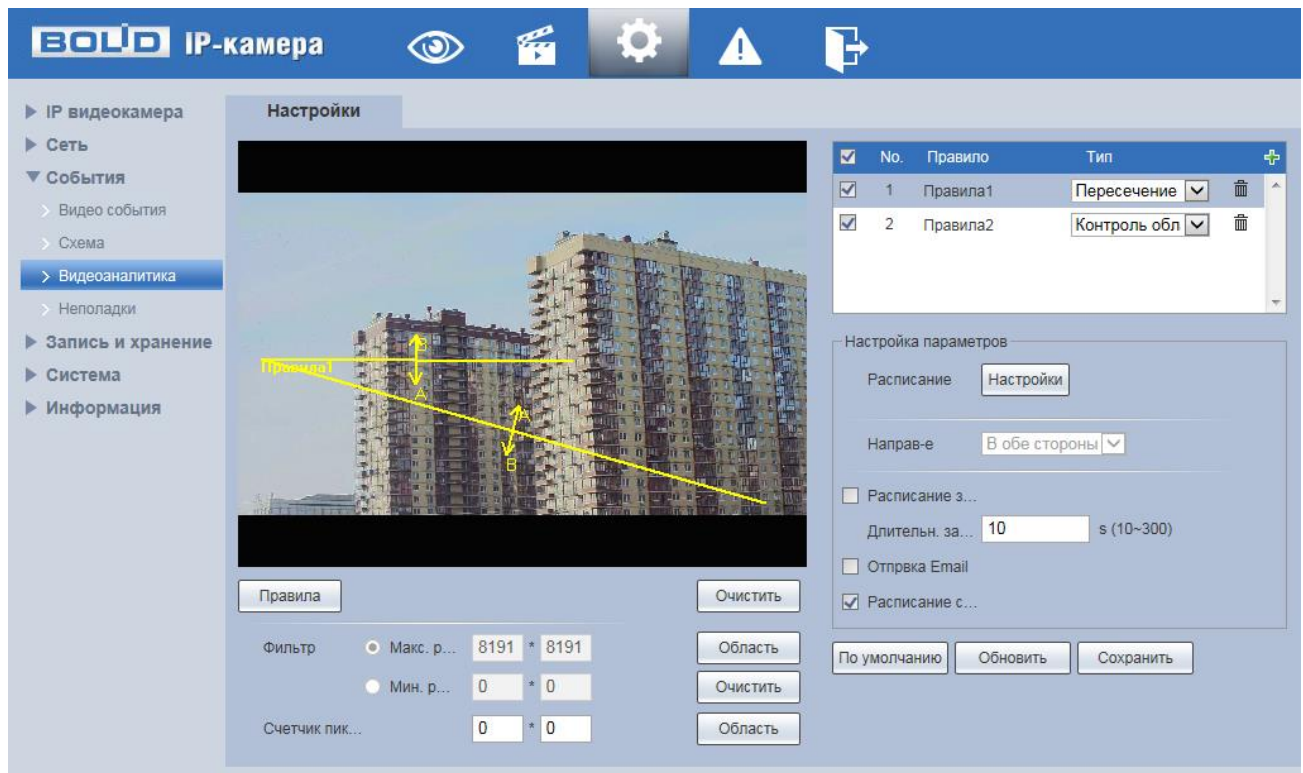 BOLID IP-камера
IP видеокамера
Сеть
События
Видео события
Схема
Видеоаналитика
Неполадки
Запись и хранение
Система
Информация
Настройки
Правила1
B
A
A
B
Правила
Очистить
Фильтр Макс. р... 8191 * 8191 Область
Мин. р... 0 * 0 Очистить
Счетчик пик... 0 * 0 Область
No. Правило Тип
1 Правила1 Пересечение
2 Правила2 Контроль обл
Настройка параметров
Расписание Настройки
Направ-е В обе стороны
Расписание з...
Длительн. за... 10 s (10~300)
Отпрвка Email
Расписание с...
По умолчанию Обновить Сохранить